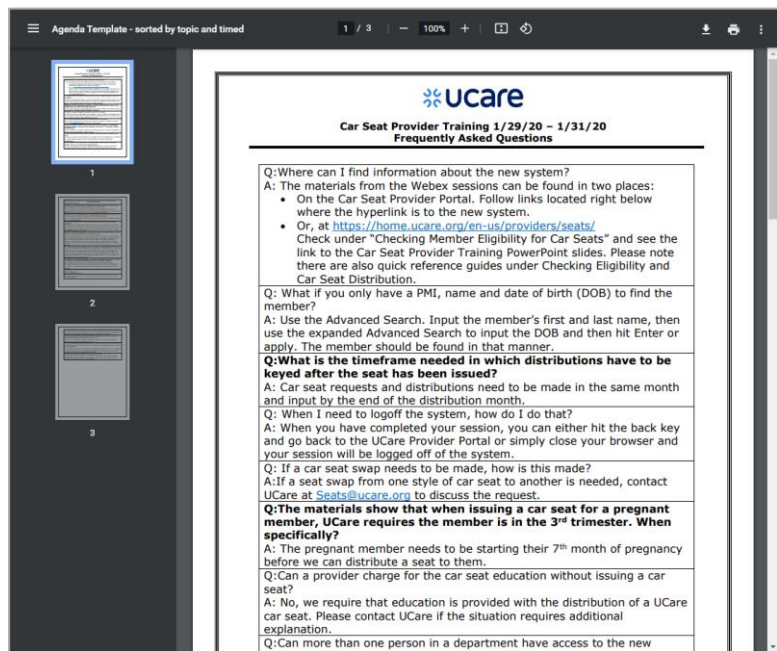 Agenda Template - sorted by topic and timed
1 / 3
100%
ucare
Car Seat Provider Training 1/29/20 – 1/31/20
Frequently Asked Questions
Q:Where can I find information about the new system?
A: The materials from the Webex sessions can be found in two places:
• On the Car Seat Provider Portal. Follow links located right below
where the hyperlink is to the new system.
• Or, at https://home.ucare.org/en-us/providers/seats/
Check under “Checking Member Eligibility for Car Seats” and see the
link to the Car Seat Provider Training PowerPoint slides. Please note
there are also quick reference guides under Checking Eligibility and
Car Seat Distribution.
Q: What if you only have a PMI, name and date of birth (DOB) to find the
member?
A: Use the Advanced Search. Input the member’s first and last name, then
use the expanded Advanced Search to input the DOB and then hit Enter or
apply. The member should be found in that manner.
Q:What is the timeframe needed in which distributions have to be
keyed after the seat has been issued?
A: Car seat requests and distributions need to be made in the same month
and input by the end of the distribution month.
Q: When I need to logoff the system, how do I do that?
A: When you have completed your session, you can either hit the back key
and go back to the UCare Provider Portal or simply close your browser and
your session will be logged off of the system.
Q: If a car seat swap needs to be made, how is this made?
A:If a seat swap from one style of car seat to another is needed, contact
UCare at Seats@ucare.org to discuss the request.
Q:The materials show that when issuing a car seat for a pregnant
member, UCare requires the member is in the 3rd trimester. When
specifically?
A: The pregnant member needs to be starting their 7th month of pregnancy
before we can distribute a seat to them.
Q:Can a provider charge for the car seat education without issuing a car
seat?
A: No, we require that education is provided with the distribution of a UCare
car seat. Please contact UCare if the situation requires additional
explanation.
Q:Can more than one person in a department have access to the new
1
2
3